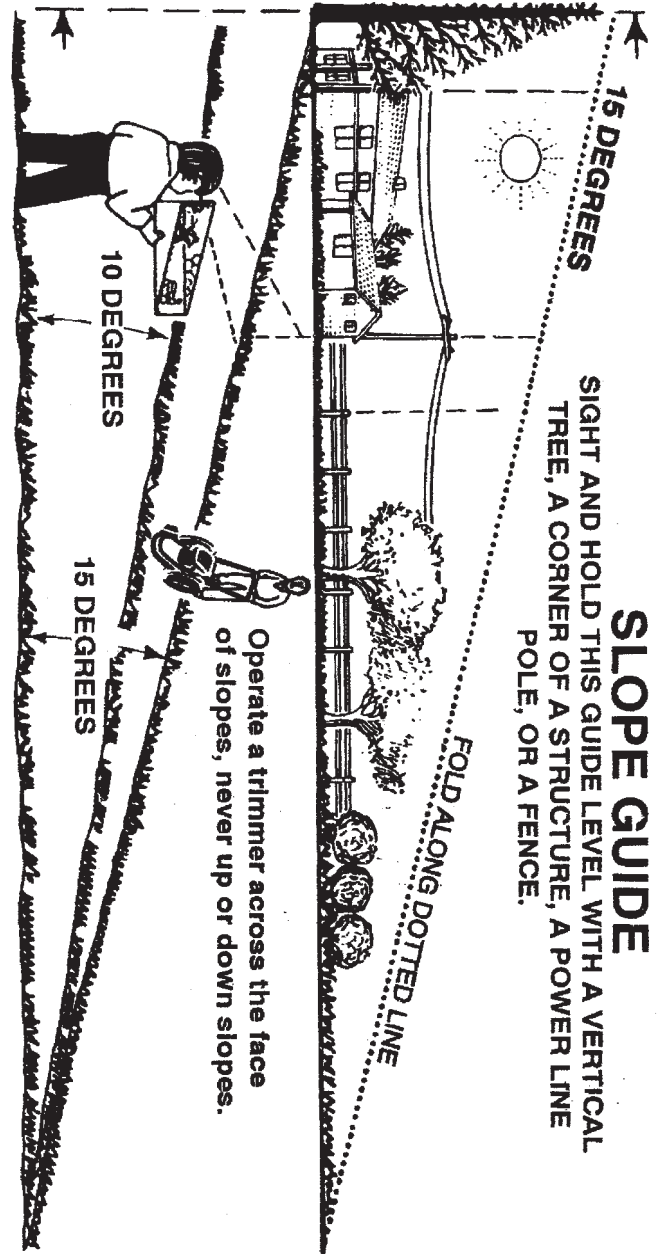 SLOPE GUIDE
SIGHT AND HOLD THIS GUIDE LEVEL WITH A VERTICAL
TREE, A CORNER OF A STRUCTURE, A POWER LINE
POLE, OR A FENCE.
15 DEGREES
FOLD ALONG DOTTED LINE
Operate a trimmer across the face
of slopes, never up or down slopes.
10 DEGREES
15 DEGREES